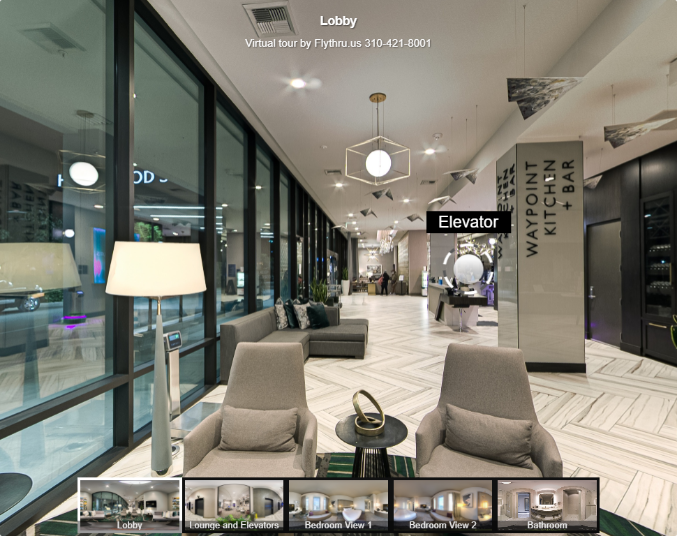 Lobby
Virtual tour by Flythru.us 310-421-8001
Elevator
WAYPOINT
KITCHEN
+ BAR
Lobby
Lounge and Elevators
Bedroom View 1
Bedroom View 2
Bathroom